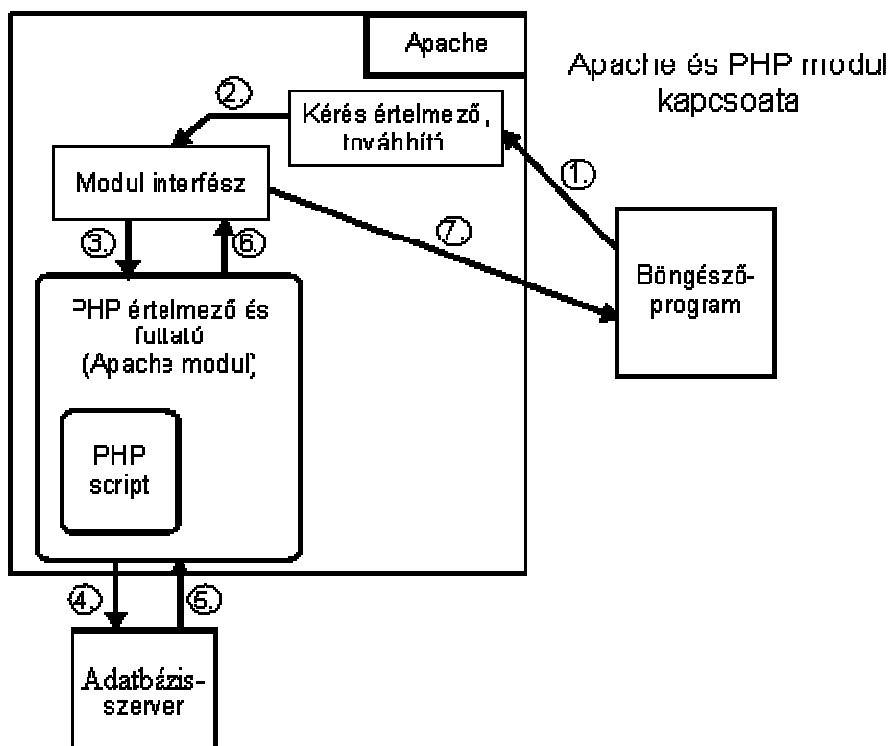 Apache
Apache és PHP modul
kapcsoata
2.
Kérés értelmező,
továbbító
1.
Modul interfész
3.
6.
7.
Böngésző-
program
PHP értelmező és
futtató
(Apache modul)
PHP
script
4.
5.
Adatbázis-
szerver